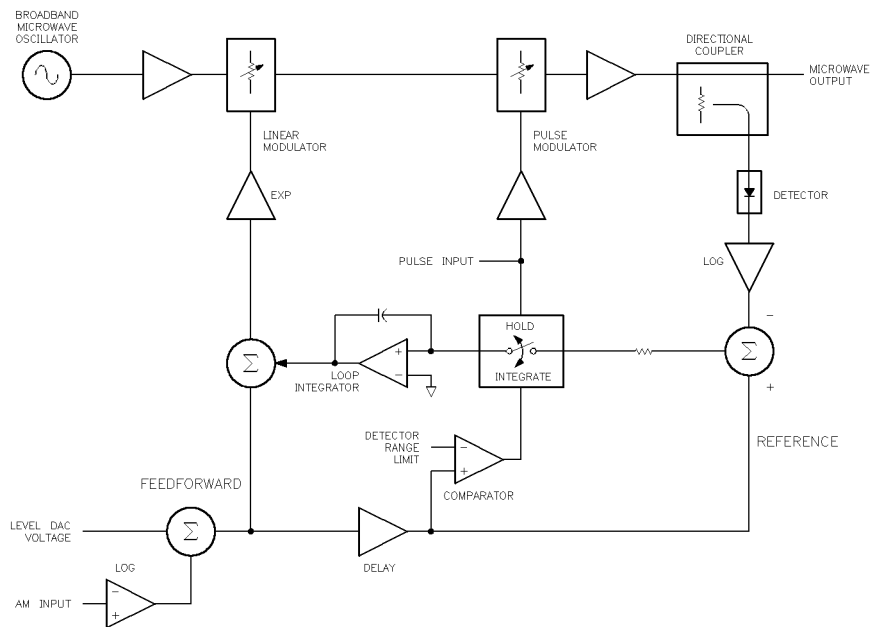 BROADBAND
MICROWAVE
OSCILLATOR
DIRECTIONAL
COUPLER
MICROWAVE
OUTPUT
LINEAR
MODULATOR
PULSE
MODULATOR
EXP
DETECTOR
LOG
PULSE INPUT
HOLD
INTEGRATE
−
Σ
+
Σ
+
−
LOOP
INTEGRATOR
DETECTOR
RANGE
LIMIT
−
+
COMPARATOR
REFERENCE
FEEDFORWARD
LEVEL DAC
VOLTAGE
Σ
DELAY
LOG
AM INPUT
−
+